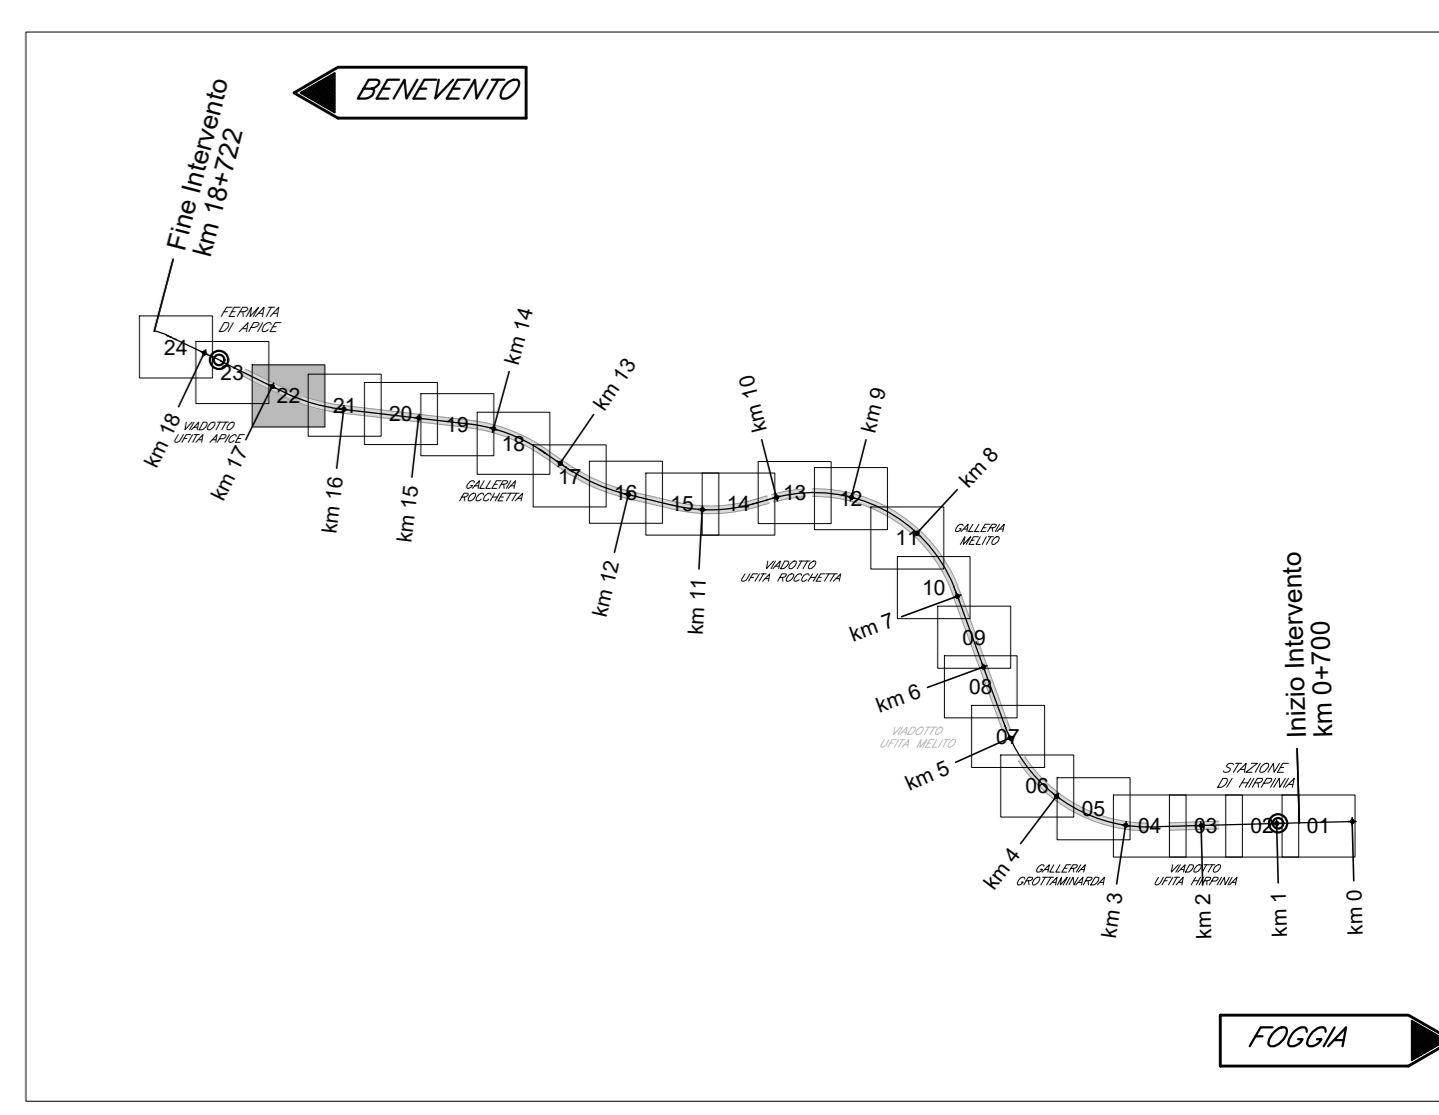 BENEVENTO
Fine Intervento
km 18+722
FERMATA
DI APICE
24
23
22
21
20
19
18
17
16
15
14
13
12
11
10
09
08
07
06
05
04
03
02
01
km 18
VIADOTTO
UFITA APICE
km 17
km 16
km 15
km 14
km 13
GALLERIA
ROCCHETTA
km 12
km 11
km 10
VIADOTTO
UFITA ROCCHETTA
km 9
km 8
GALLERIA
MELITO
km 7
km 6
VIADOTTO
UFITA MELITO
km 5
km 4
GALLERIA
GROTTAMINARDA
km 3
VIADOTTO
UFITA HIRPINIA
km 2
STAZIONE
DI HIRPINIA
km 1
Inizio Intervento
km 0+700
km 0
FOGGIA